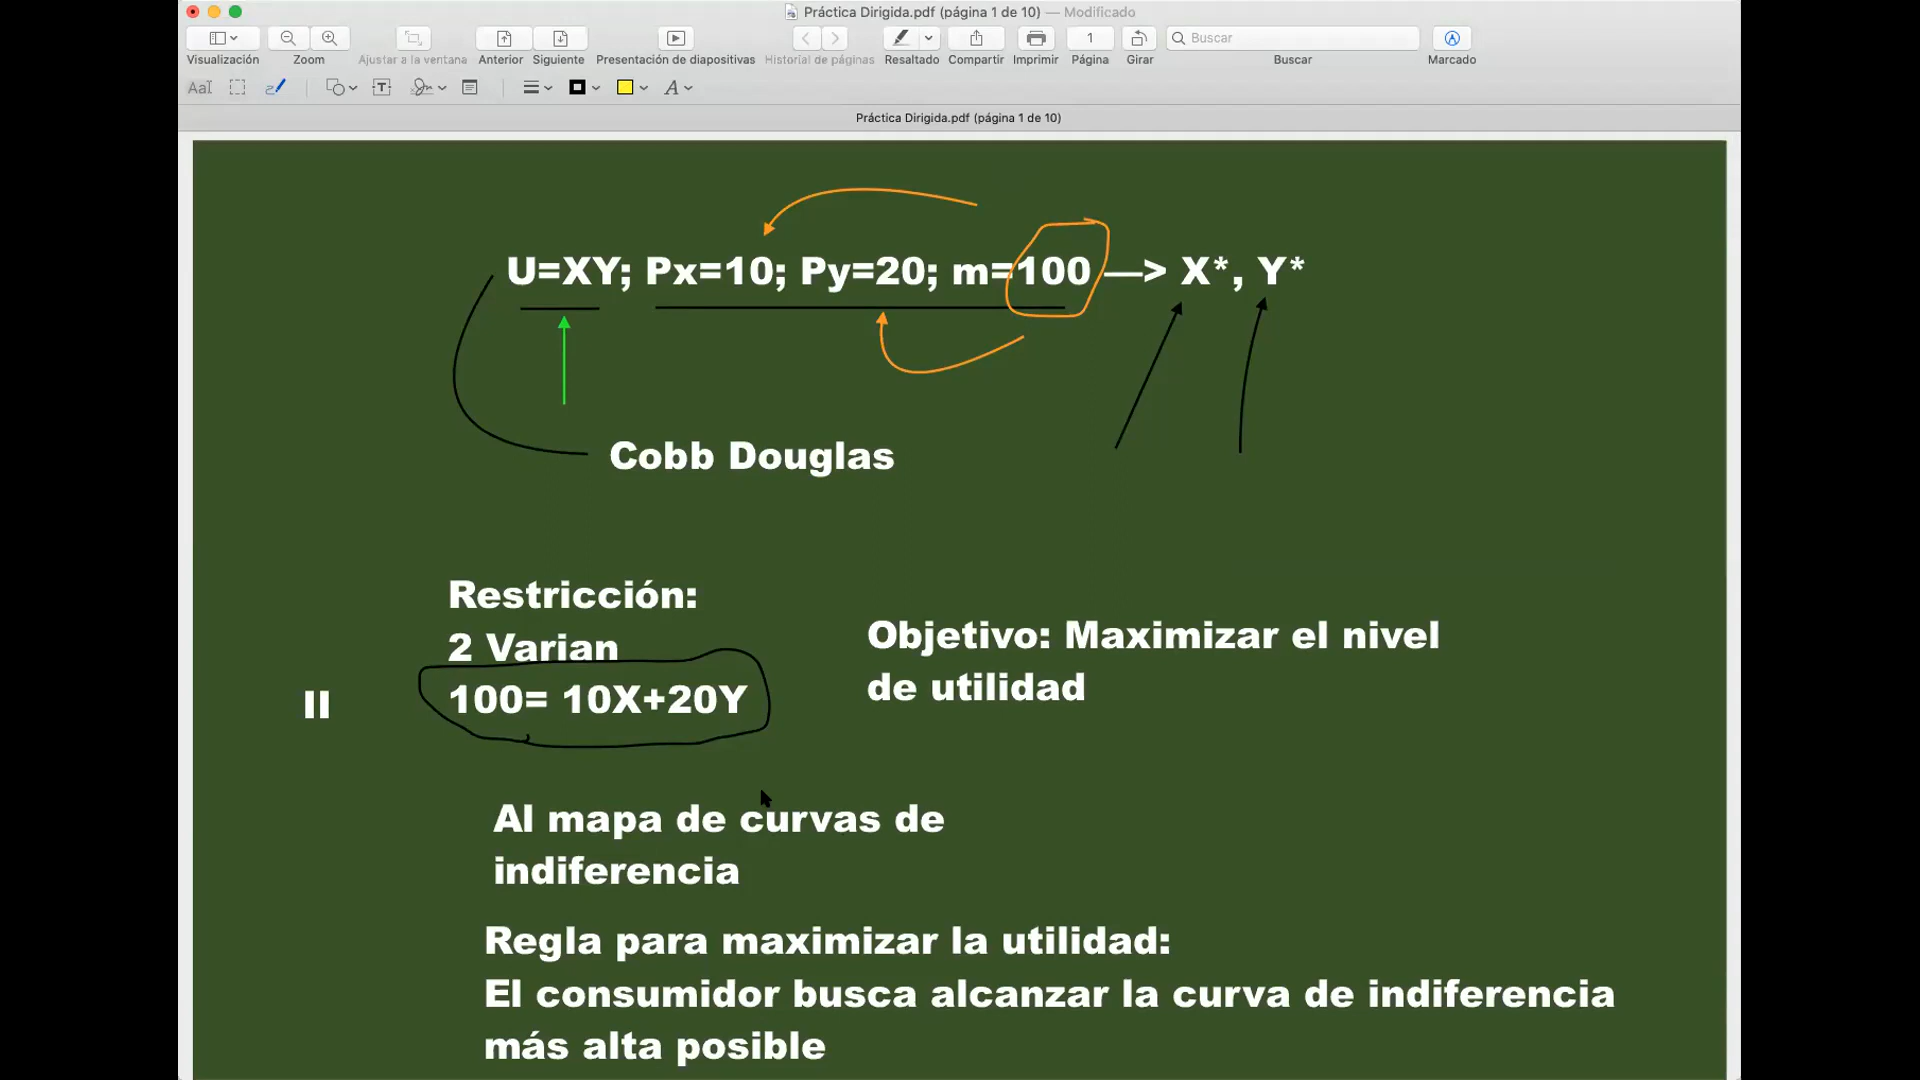 Práctica Dirigida.pdf (página 1 de 10) — Modificado
Visualización Zoom Ajustar a la ventana Anterior Siguiente Presentación de diapositivas Historial de páginas Resaltado Compartir Imprimir 1 Página Girar Buscar Buscar Marcado
AaI T A
Práctica Dirigida.pdf (página 1 de 10)
U=XY; Px=10; Py=20; m=100 —> X*, Y*
Cobb Douglas
Restricción:
2 Varian
100= 10X+20Y
II
Objetivo: Maximizar el nivel
de utilidad
Al mapa de curvas de
indiferencia
Regla para maximizar la utilidad:
El consumidor busca alcanzar la curva de indiferencia
más alta posible